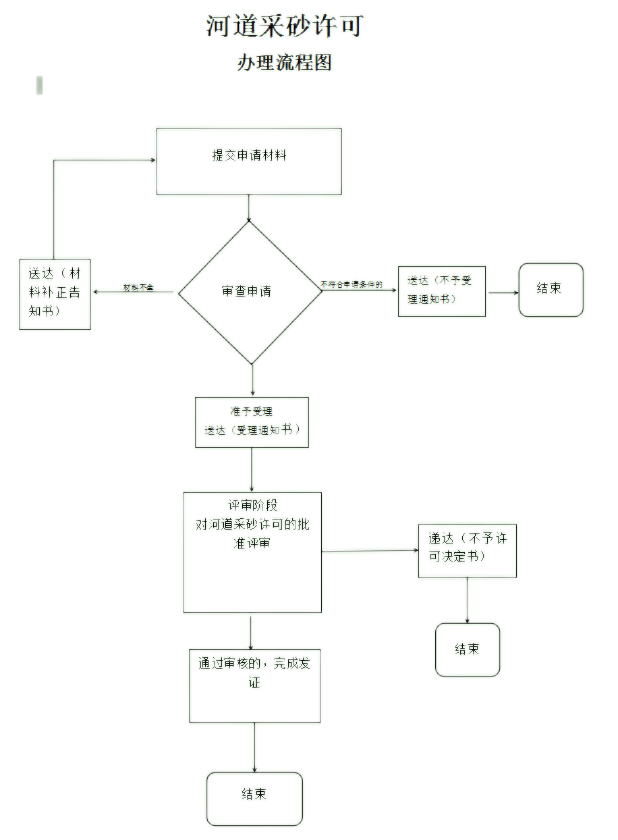 河道采砂许可
办理流程图
提交申请材料
送达（材
料补正告
知书）
材料不全
审查申请
不符合申请条件的
送达（不予受
理通知书）
结束
准予受理
送达（受理通知书）
评审阶段
对河道采砂许可的批
准评审
递达（不予许
可决定书）
结束
通过审核的，完成发
证
结束